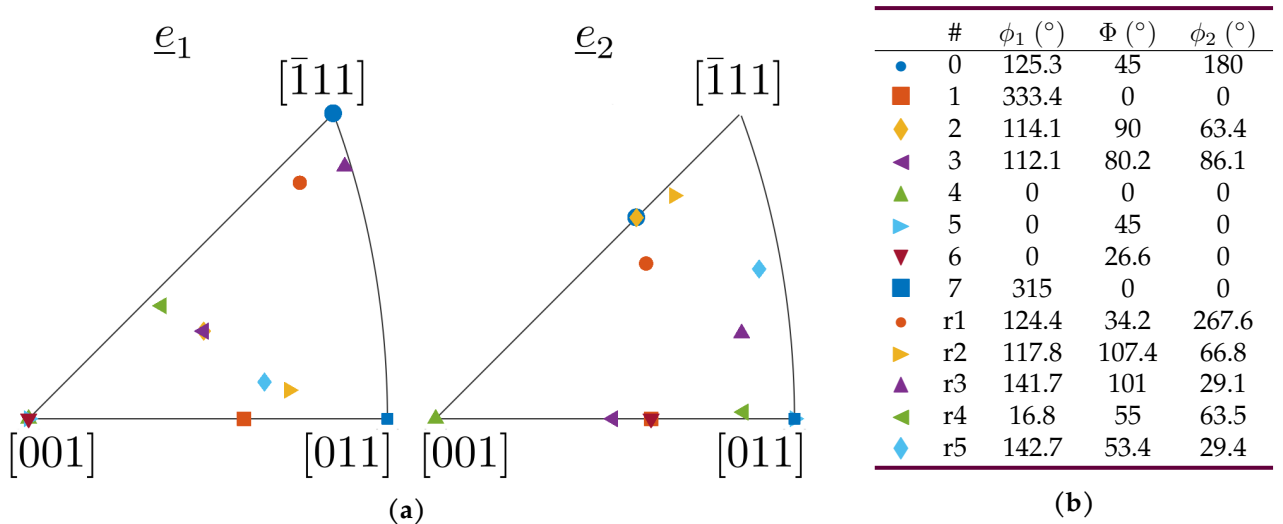 e₁
e₂
[1̄11]
[1̄11]
[001]
[011]
[001]
[011]
(a)
# ϕ₁ (°) Φ (°) ϕ₂ (°)
0 125.3 45 180
1 333.4 0 0
2 114.1 90 63.4
3 112.1 80.2 86.1
4 0 0 0
5 0 45 0
6 0 26.6 0
7 315 0 0
r1 124.4 34.2 267.6
r2 117.8 107.4 66.8
r3 141.7 101 29.1
r4 16.8 55 63.5
r5 142.7 53.4 29.4
(b)